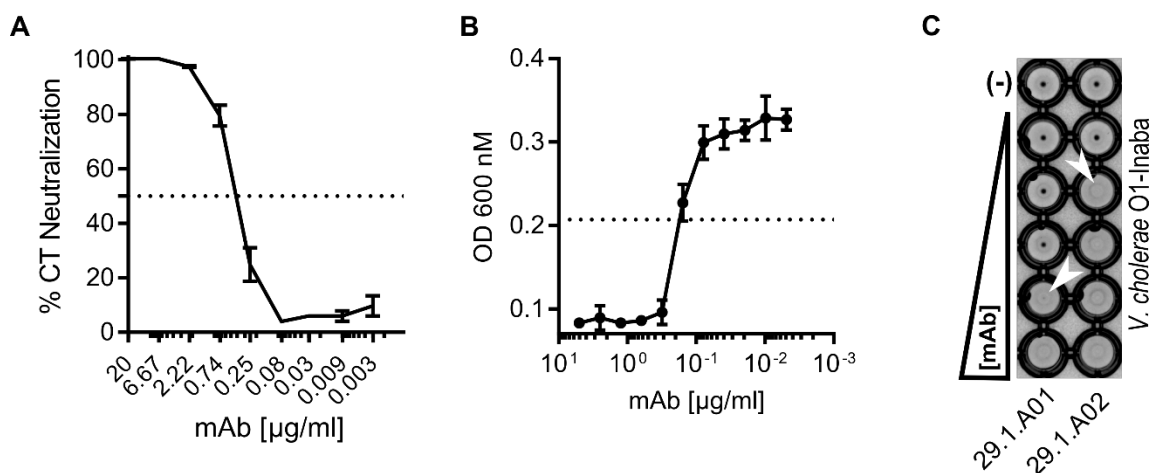 A
% CT Neutralization
100
80
60
40
20
0
20
6.67
2.22
0.74
0.25
0.08
0.03
0.009
0.003
mAb [µg/ml]
B
OD 600 nM
0.4
0.3
0.2
0.1
10¹
10⁰
10⁻¹
10⁻²
10⁻³
mAb [µg/ml]
C
(-)
[mAb]
V. cholerae O1-Inaba
29.1.A01
29.1.A02